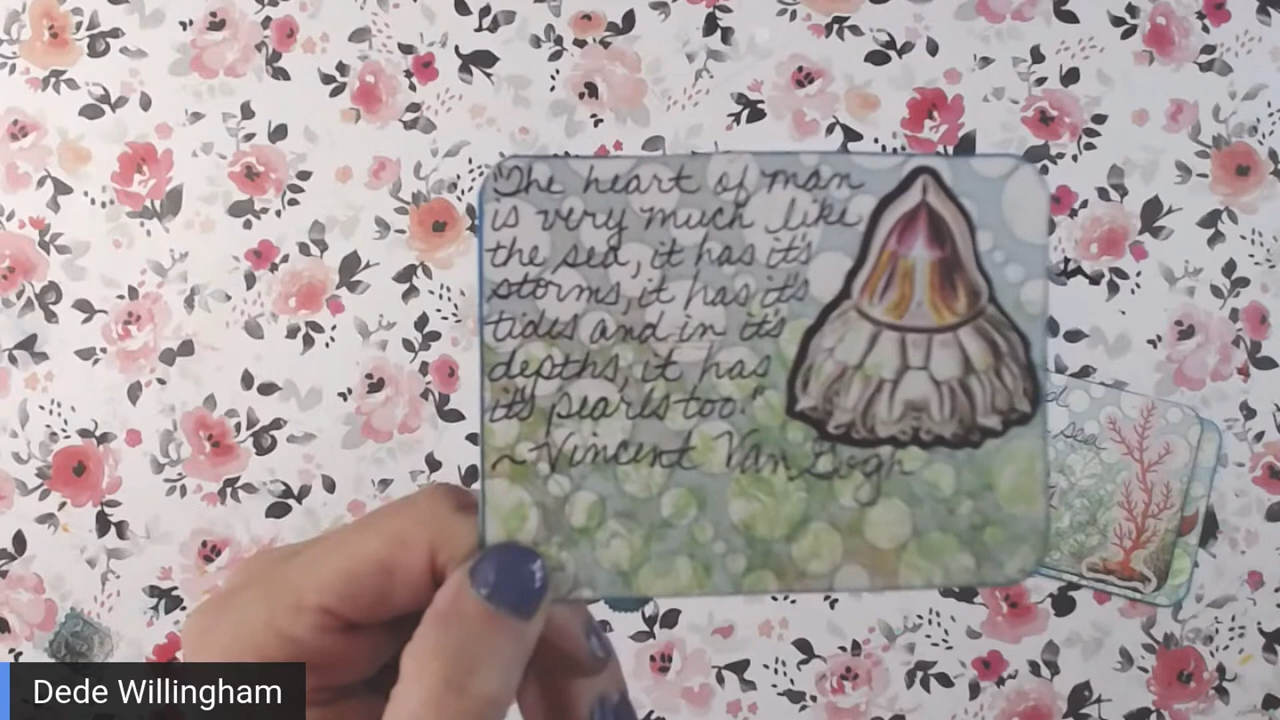 "The heart of man
is very much like
the sea, it has it's
storms, it has it's
tides and in it's
depths, it has
it's pearls too."
~Vincent Van Gogh
sea
Dede Willingham